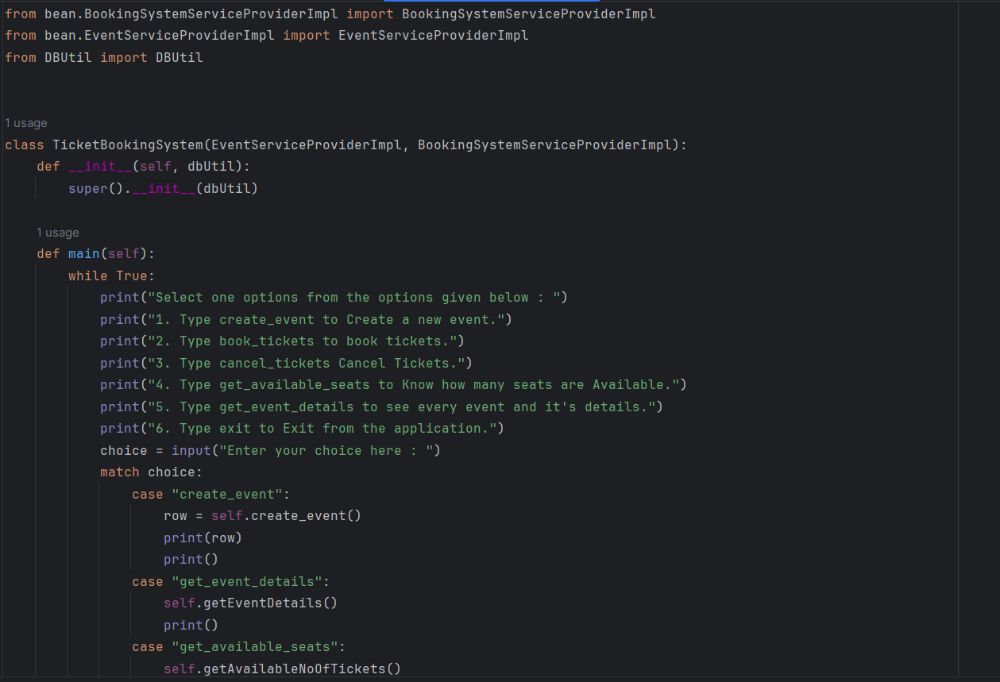 from bean.BookingSystemServiceProviderImpl import BookingSystemServiceProviderImpl
from bean.EventServiceProviderImpl import EventServiceProviderImpl
from DBUtil import DBUtil
1 usage
class TicketBookingSystem(EventServiceProviderImpl, BookingSystemServiceProviderImpl):
    def __init__(self, dbUtil):
        super().__init__(dbUtil)
    1 usage
    def main(self):
        while True:
            print("Select one options from the options given below : ")
            print("1. Type create_event to Create a new event.")
            print("2. Type book_tickets to book tickets.")
            print("3. Type cancel_tickets Cancel Tickets.")
            print("4. Type get_available_seats to Know how many seats are Available.")
            print("5. Type get_event_details to see every event and it's details.")
            print("6. Type exit to Exit from the application.")
            choice = input("Enter your choice here : ")
            match choice:
                case "create_event":
                    row = self.create_event()
                    print(row)
                    print()
                case "get_event_details":
                    self.getEventDetails()
                    print()
                case "get_available_seats":
                    self.getAvailableNoOfTickets()